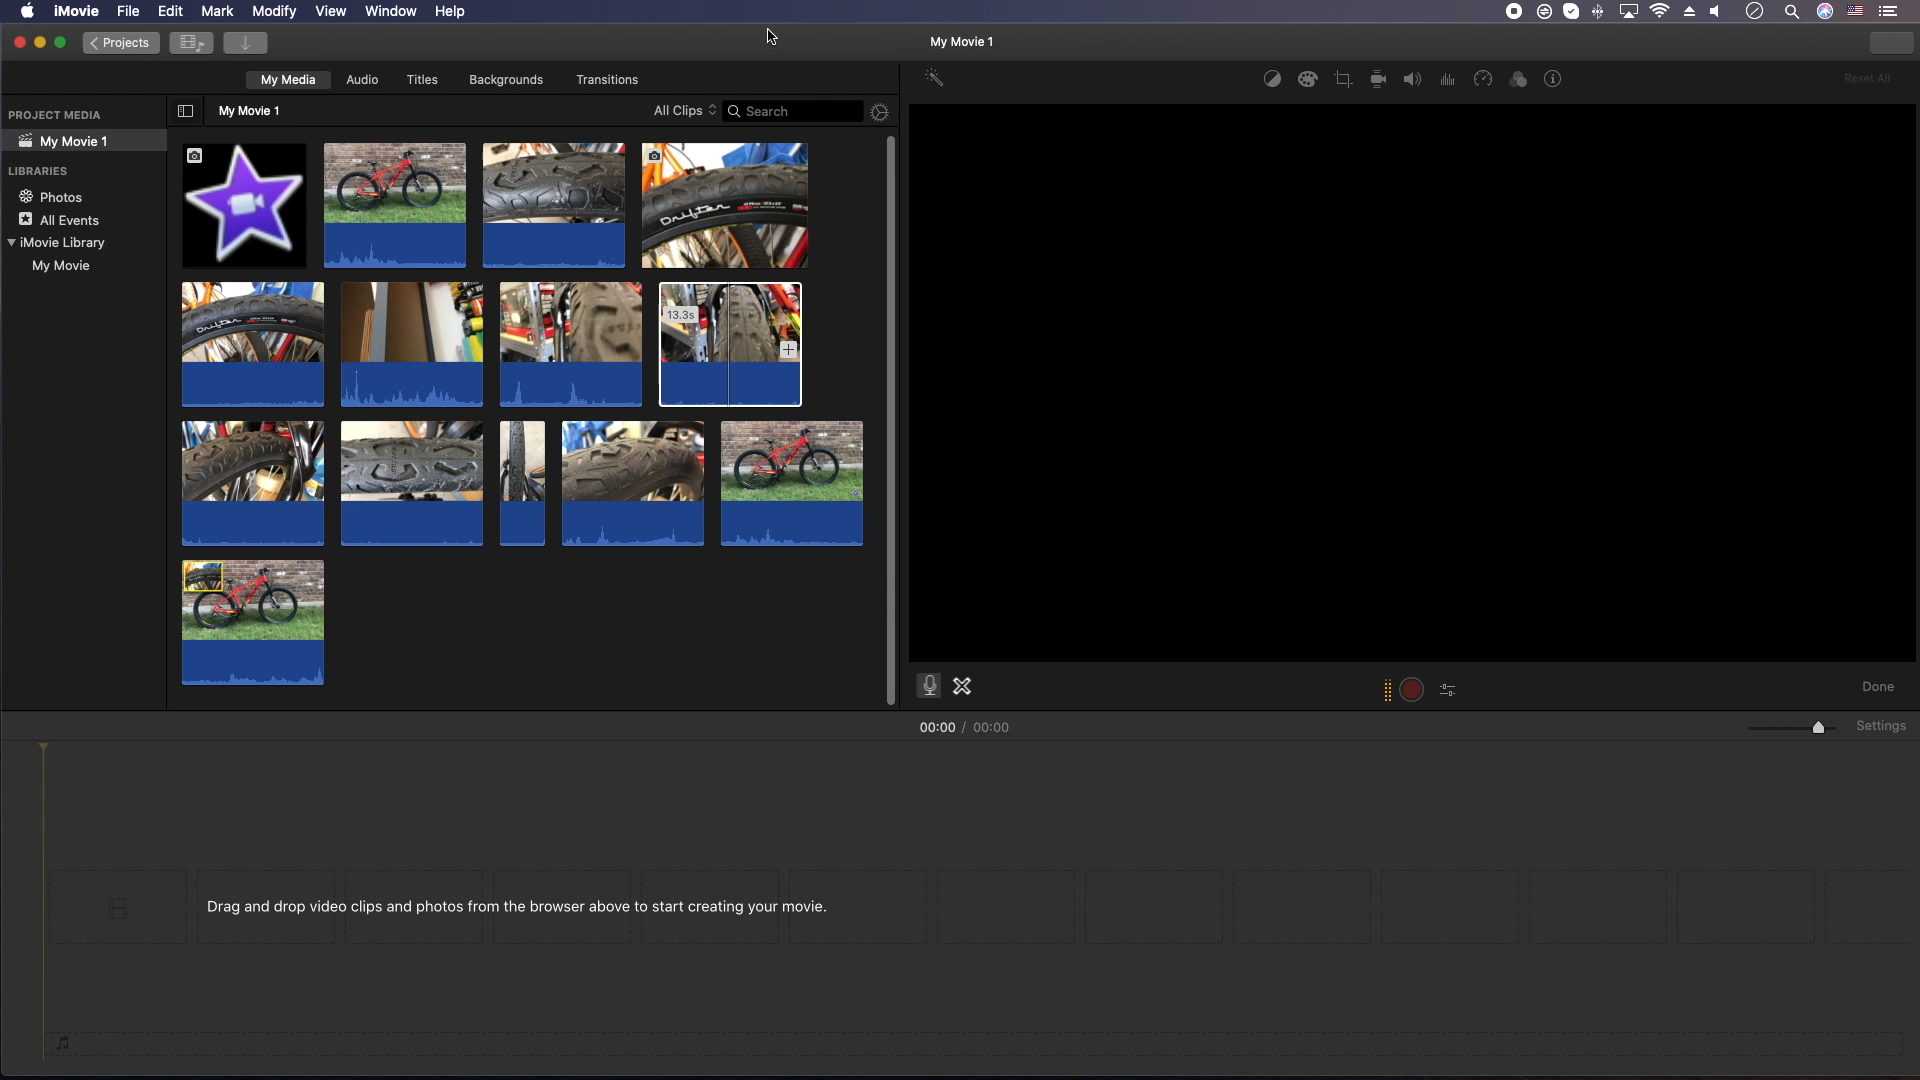 iMovie File Edit Mark Modify View Window Help
Projects
My Movie 1
My Media Audio Titles Backgrounds Transitions
Reset All
PROJECT MEDIA
My Movie 1
All Clips
Search
My Movie 1
LIBRARIES
Photos
All Events
iMovie Library
My Movie
Drifter
Drifter
13.3s
Done
00:00 / 00:00
Settings
Drag and drop video clips and photos from the browser above to start creating your movie.